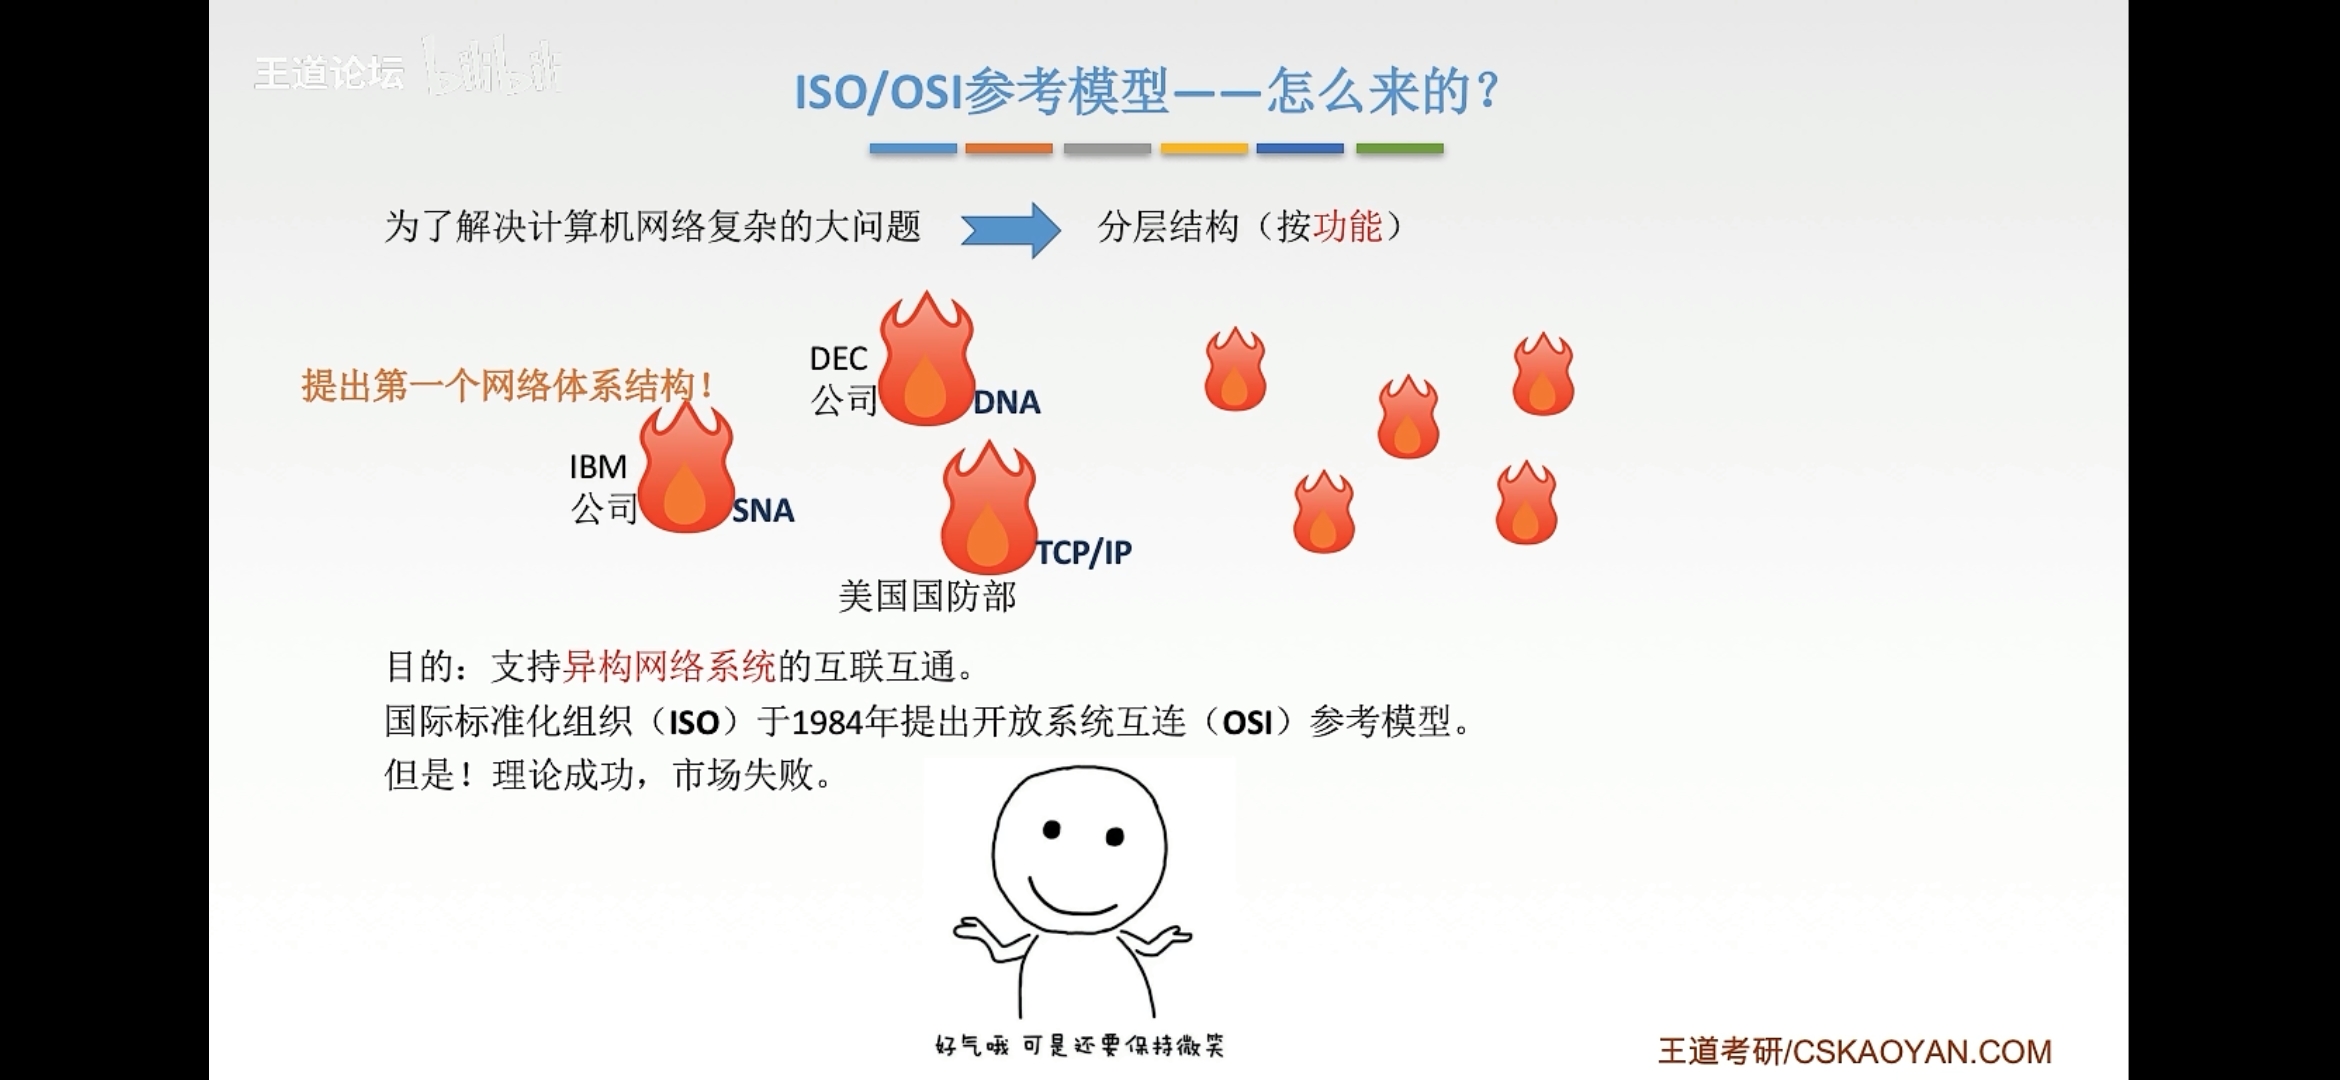 王道论坛 bilibili
ISO/OSI参考模型——怎么来的？
为了解决计算机网络复杂的大问题
分层结构（按功能）
提出第一个网络体系结构！
DEC
公司
DNA
IBM
公司
SNA
TCP/IP
美国国防部
目的：支持异构网络系统的互联互通。
国际标准化组织（ISO）于1984年提出开放系统互连（OSI）参考模型。
但是！理论成功，市场失败。
好气哦 可是还要保持微笑
王道考研/CSKAOYAN.COM